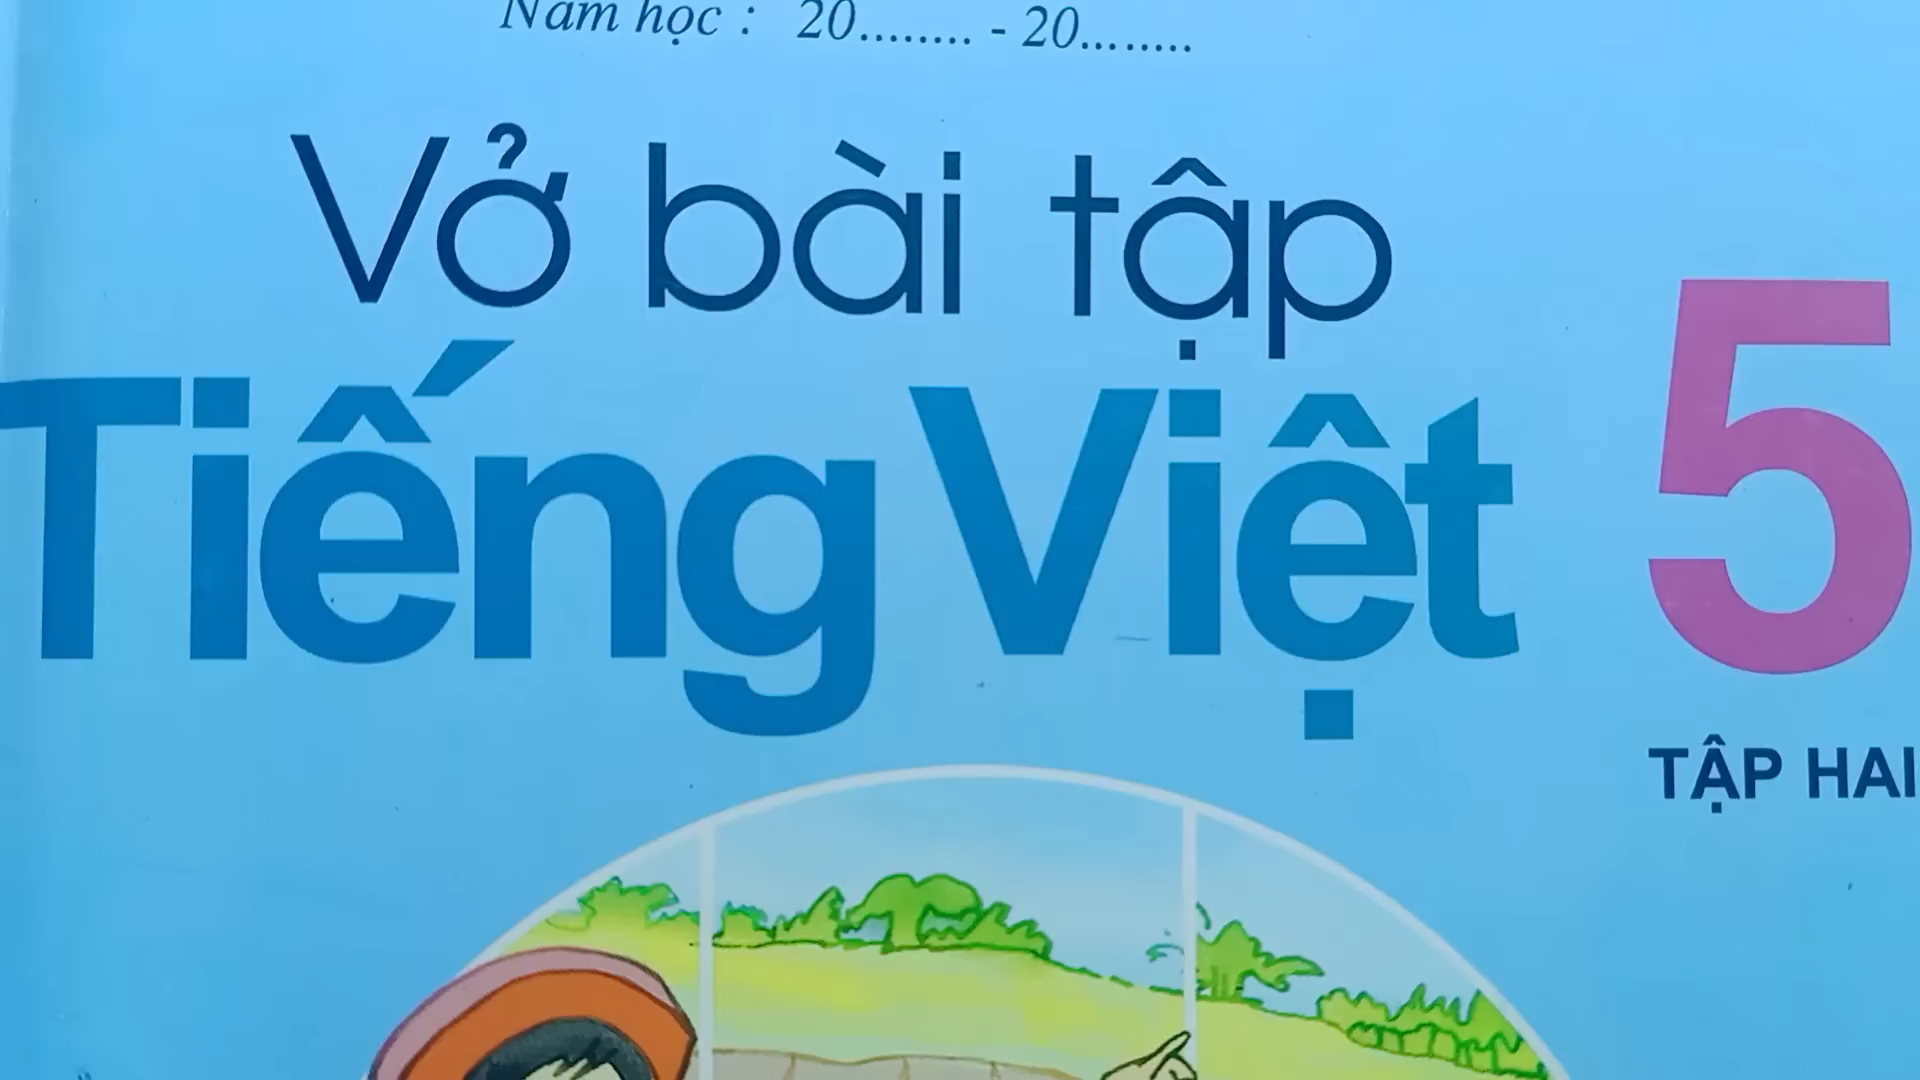 Năm học : 20........ - 20........
Vở bài tập
Tiếng Việt 5
TẬP HAI